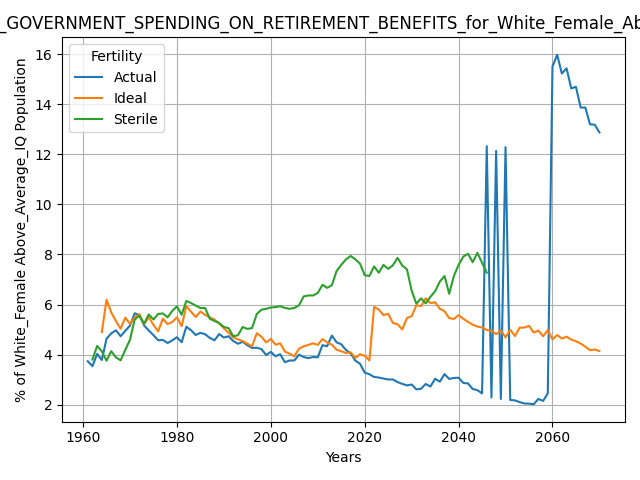 _GOVERNMENT_SPENDING_ON_RETIREMENT_BENEFITS_for_White_Female_Ab
Fertility
Actual
Ideal
Sterile
% of White_Female Above_Average_IQ Population
16
14
12
10
8
6
4
2
1960 1980 2000 2020 2040 2060
Years